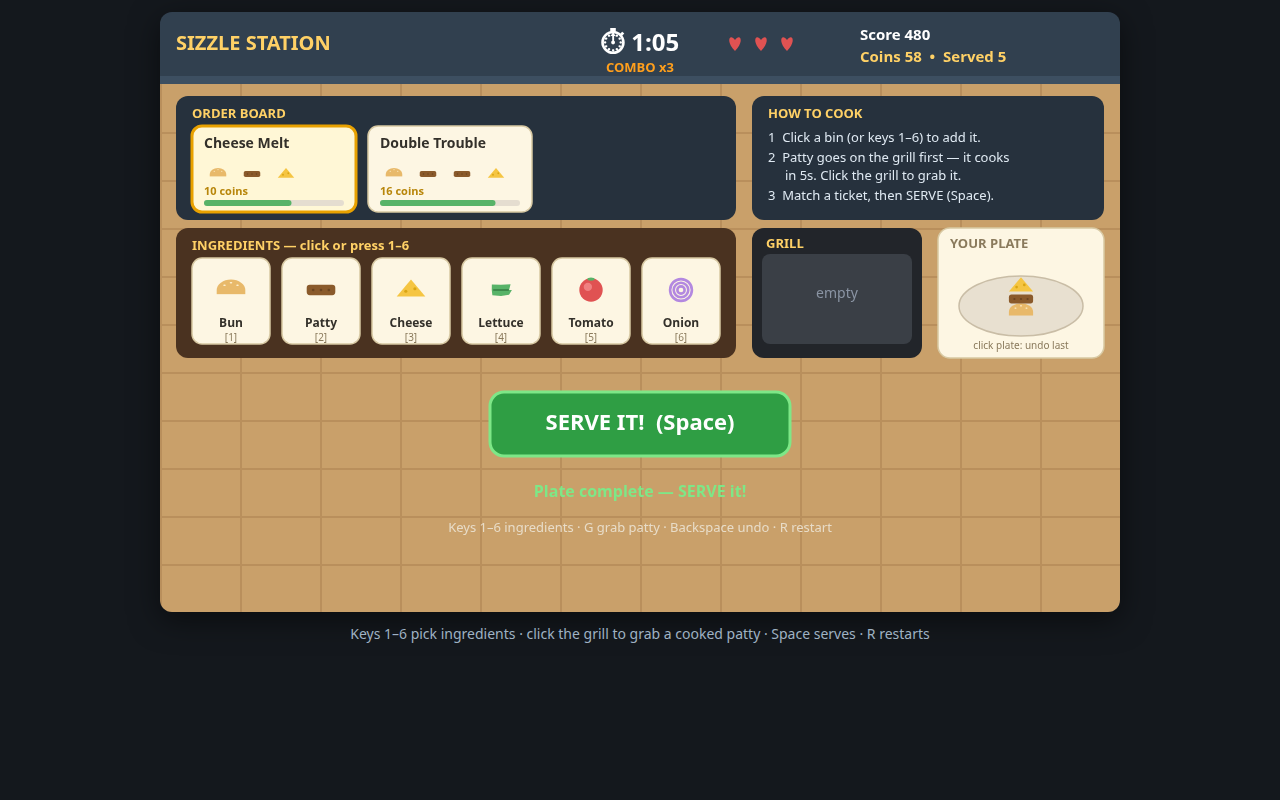 SIZZLE STATION
⏱ 1:05
COMBO x3
Score 480
Coins 58 • Served 5
ORDER BOARD
Cheese Melt
10 coins
Double Trouble
16 coins
HOW TO COOK
1 Click a bin (or keys 1–6) to add it.
2 Patty goes on the grill first — it cooks
in 5s. Click the grill to grab it.
3 Match a ticket, then SERVE (Space).
INGREDIENTS — click or press 1–6
Bun
[1]
Patty
[2]
Cheese
[3]
Lettuce
[4]
Tomato
[5]
Onion
[6]
GRILL
empty
YOUR PLATE
click plate: undo last
SERVE IT! (Space)
Plate complete — SERVE it!
Keys 1–6 ingredients · G grab patty · Backspace undo · R restart
Keys 1–6 pick ingredients · click the grill to grab a cooked patty · Space serves · R restarts